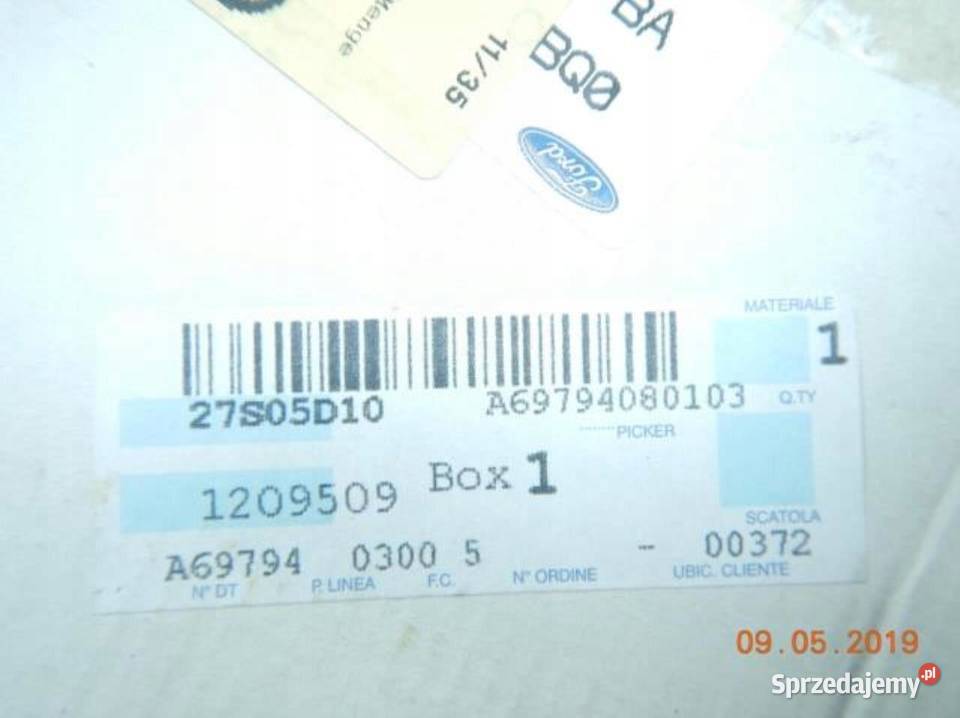 Menge
11/35
BA
BQ0
Ford
MATERIALE
1
27S05D10
A69794080103
Q.TY
PICKER
1209509
Box 1
SCATOLA
A69794 0300 5 - 00372
N° DT P. LINEA F.C. N° ORDINE UBIC. CLIENTE
09.05.2019
Sprzedajemy.pl